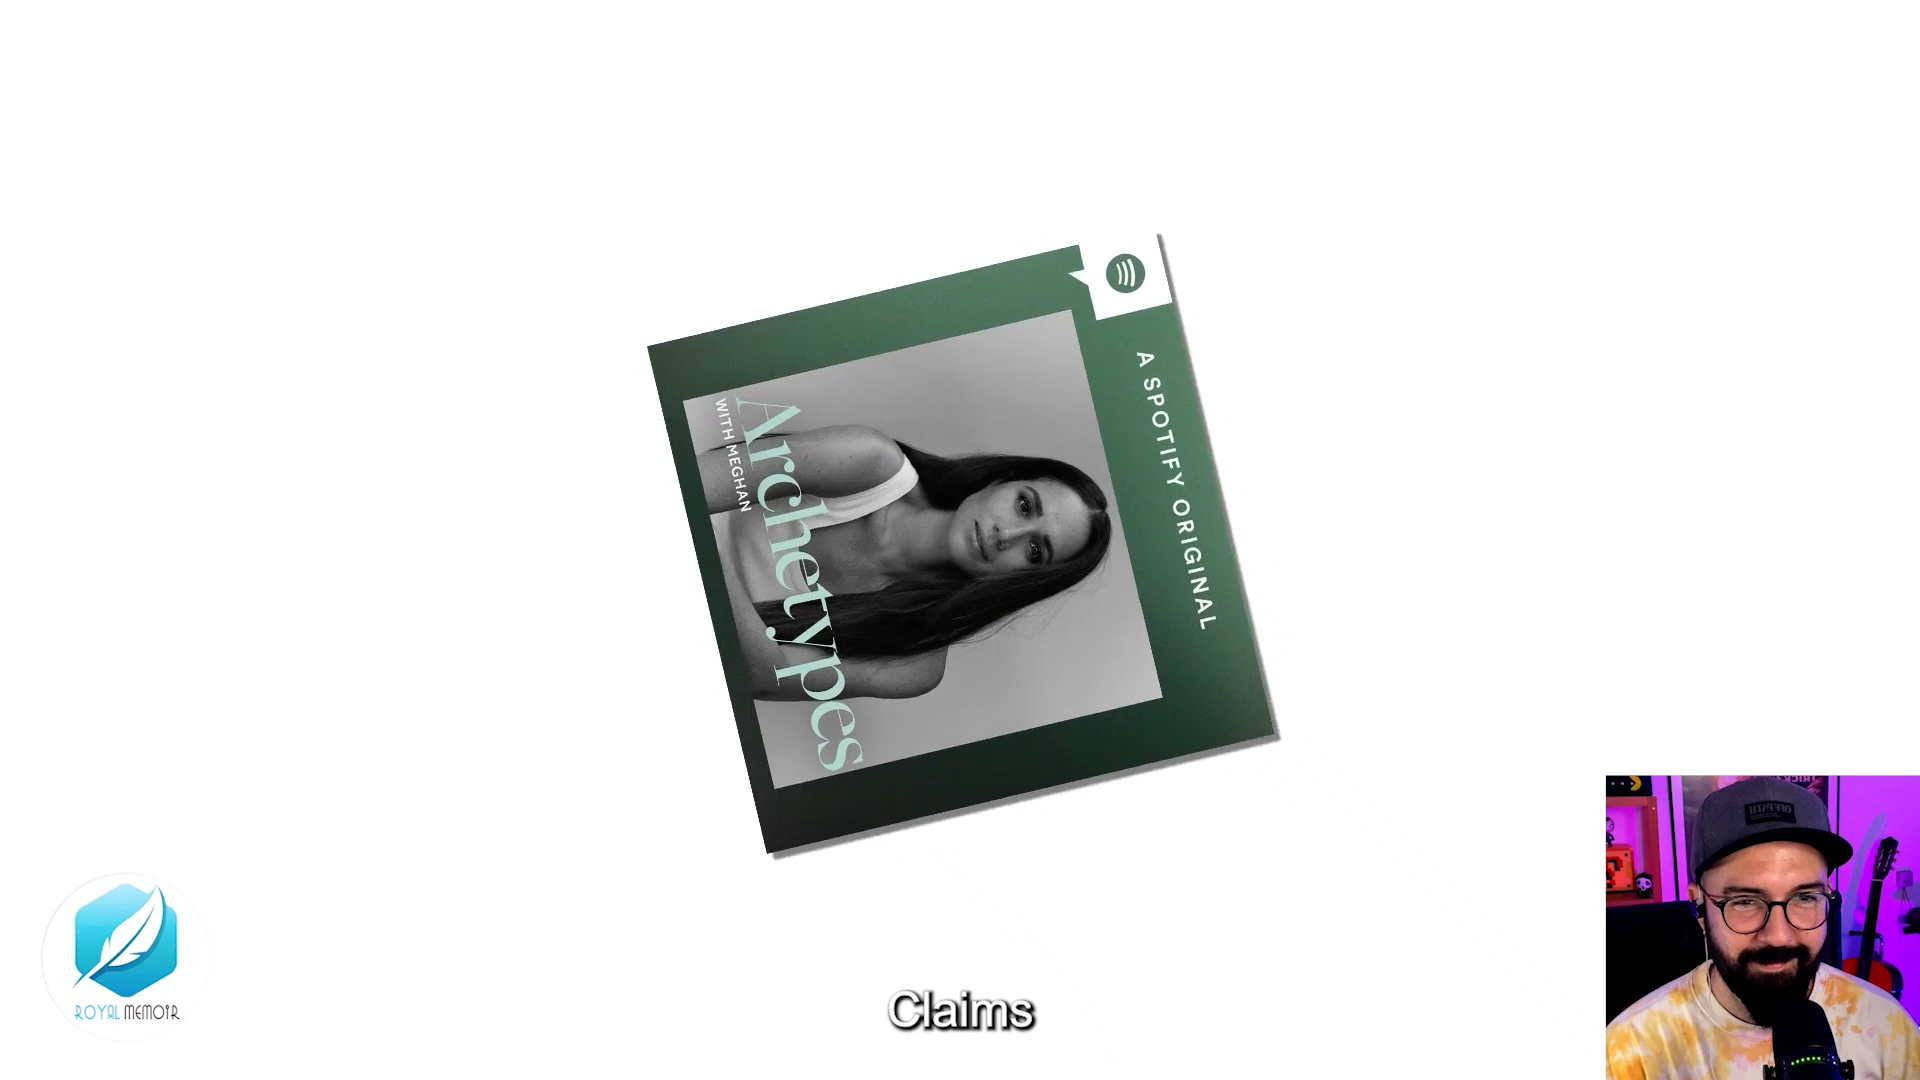 A SPOTIFY ORIGINAL
Archetypes
WITH MEGHAN
ROYAL MEMOIR
Claims